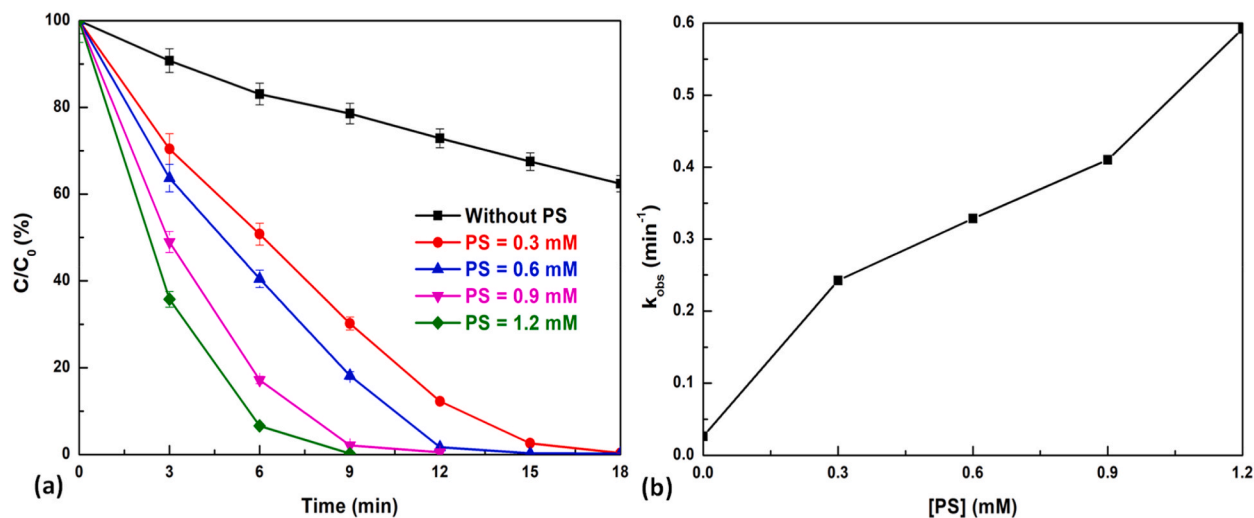 100
80
60
40
20
0
C/C0 (%)
Without PS
PS = 0.3 mM
PS = 0.6 mM
PS = 0.9 mM
PS = 1.2 mM
0 3 6 9 12 15 18
Time (min)
(a)
0.6
0.5
0.4
0.3
0.2
0.1
0.0
kobs (min-1)
0.0 0.3 0.6 0.9 1.2
[PS] (mM)
(b)